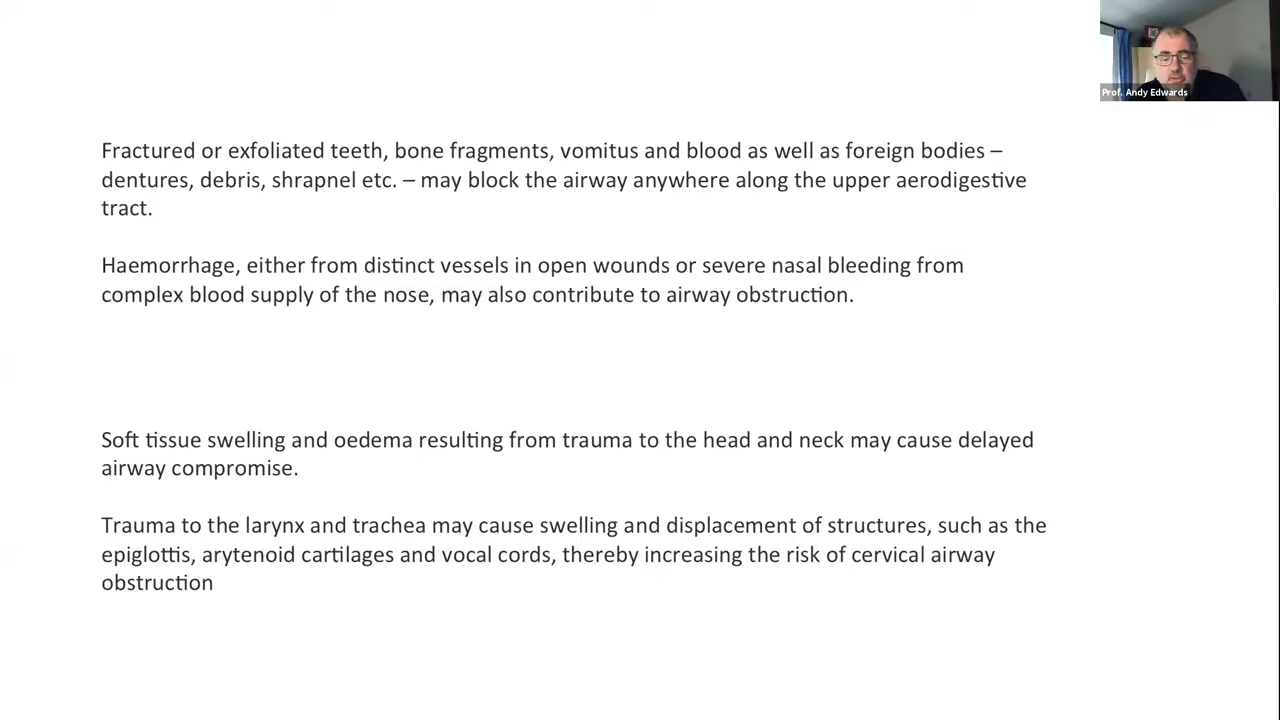 Prof. Andy Edwards
Fractured or exfoliated teeth, bone fragments, vomitus and blood as well as foreign bodies –
dentures, debris, shrapnel etc. – may block the airway anywhere along the upper aerodigestive
tract.
Haemorrhage, either from distinct vessels in open wounds or severe nasal bleeding from
complex blood supply of the nose, may also contribute to airway obstruction.
Soft tissue swelling and oedema resulting from trauma to the head and neck may cause delayed
airway compromise.
Trauma to the larynx and trachea may cause swelling and displacement of structures, such as the
epiglottis, arytenoid cartilages and vocal cords, thereby increasing the risk of cervical airway
obstruction